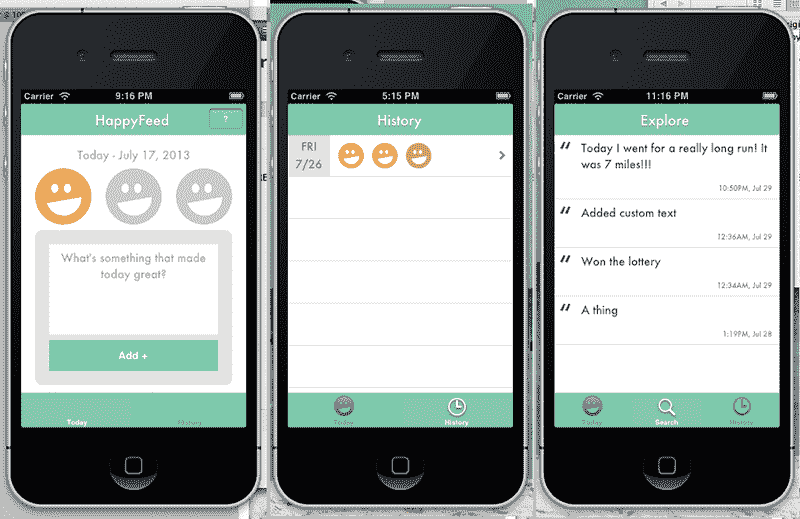 Carrier 9:16 PM
HappyFeed ?
Today - July 17, 2013
What's something that made
today great?
Add +
Today History
Carrier 5:15 PM
History
FRI
7/26
Today History
Carrier 11:16 PM
Explore
Today I went for a really long run! It
was 7 miles!!!
10:50PM, Jul 29
Added custom text
12:36AM, Jul 29
Won the lottery
12:34AM, Jul 29
A thing
1:19PM, Jul 28
Today Search History